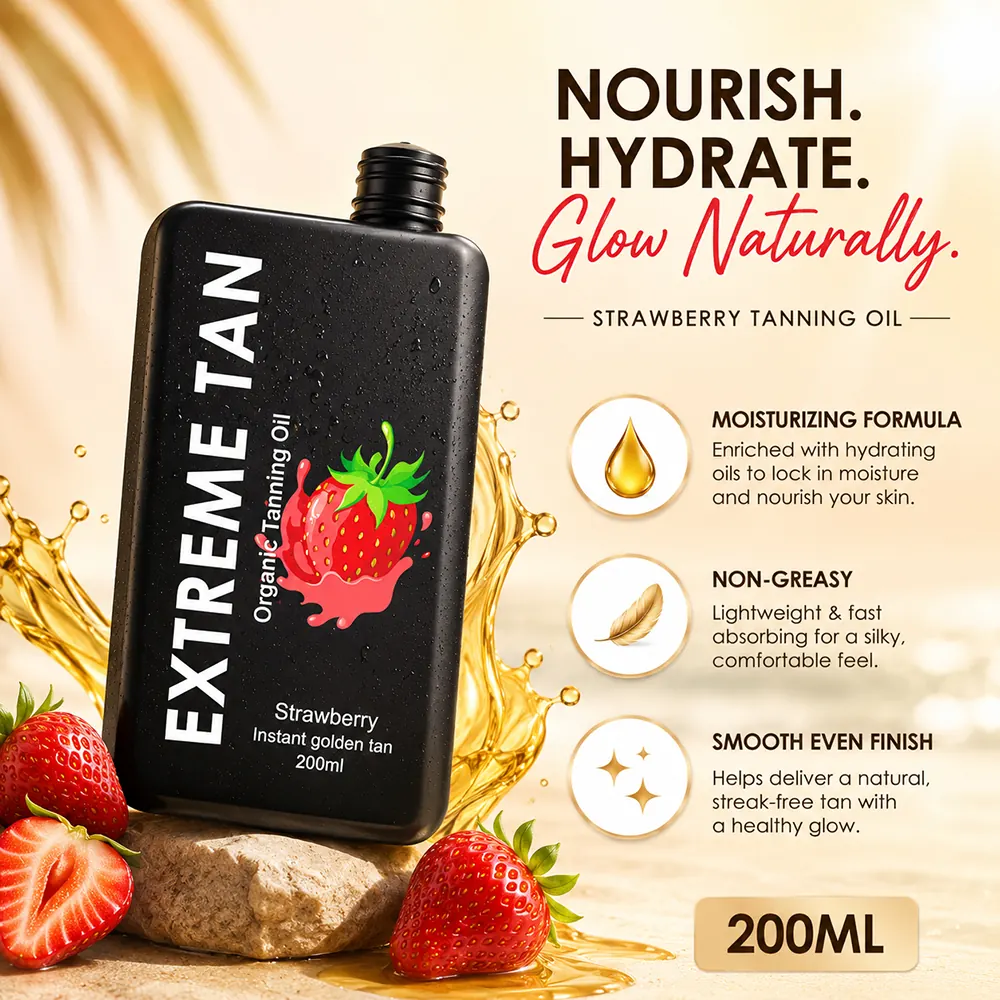 NOURISH.
HYDRATE.
Glow Naturally.
STRAWBERRY TANNING OIL
EXTREME TAN
Organic Tanning Oil
Strawberry
Instant golden tan
200ml
MOISTURIZING FORMULA
Enriched with hydrating
oils to lock in moisture
and nourish your skin.
NON-GREASY
Lightweight & fast
absorbing for a silky,
comfortable feel.
SMOOTH EVEN FINISH
Helps deliver a natural,
streak-free tan with
a healthy glow.
200ML